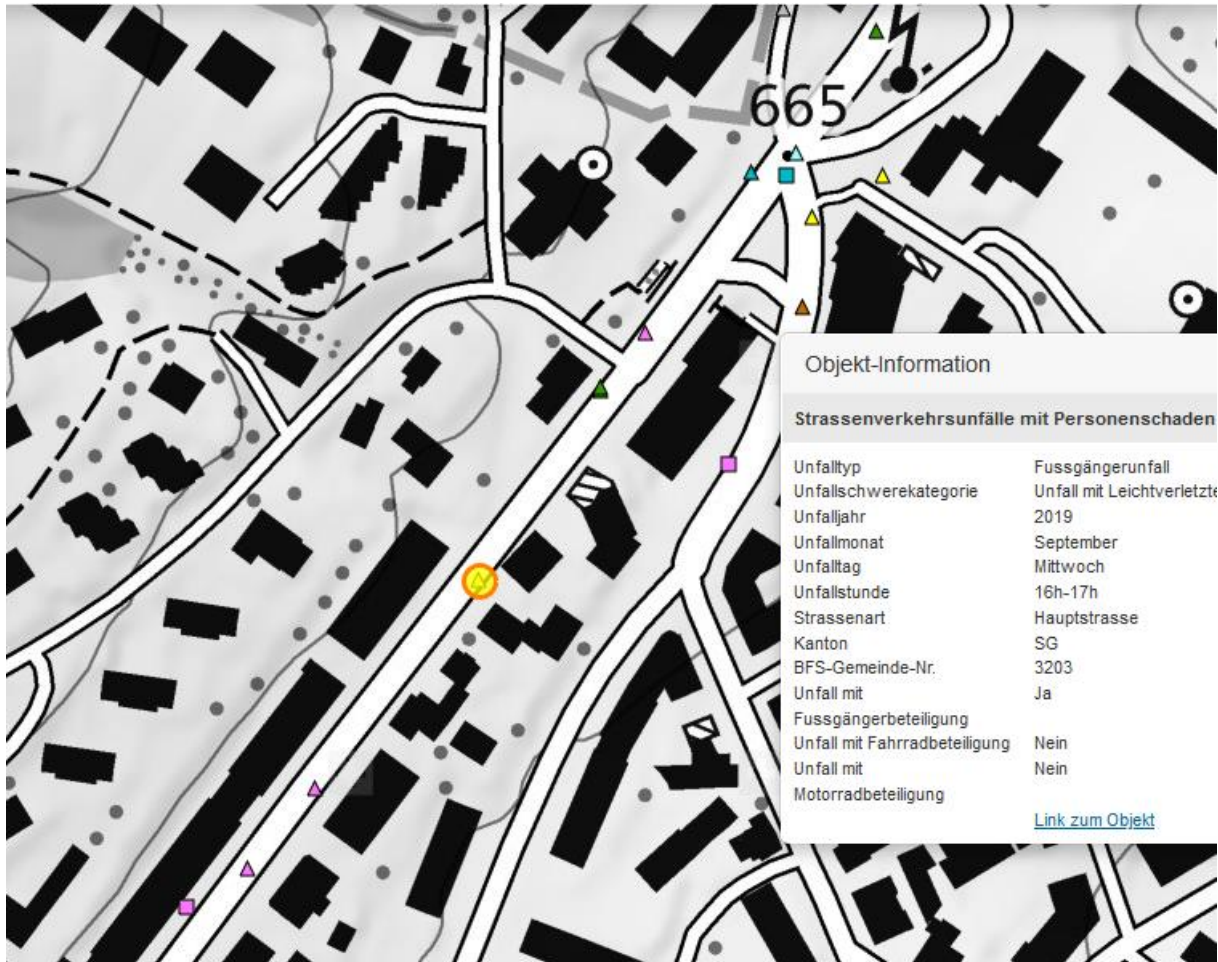 665
Objekt-Information
Strassenverkehrsunfälle mit Personenschaden
Unfalltyp Fussgängerunfall
Unfallschwerekategorie Unfall mit Leichtverletzte
Unfalljahr 2019
Unfallmonat September
Unfalltag Mittwoch
Unfallstunde 16h-17h
Strassenart Hauptstrasse
Kanton SG
BFS-Gemeinde-Nr. 3203
Unfall mit Ja
Fussgängerbeteiligung
Unfall mit Fahrradbeteiligung Nein
Unfall mit Nein
Motorradbeteiligung
Link zum Objekt